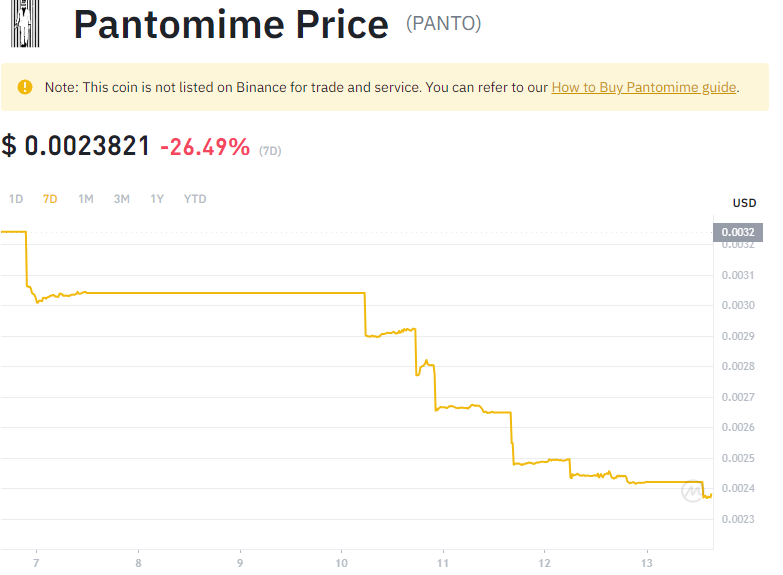 Pantomime Price (PANTO)
Note: This coin is not listed on Binance for trade and service. You can refer to our How to Buy Pantomime guide.
$ 0.0023821 -26.49% (7D)
1D 7D 1M 3M 1Y YTD
USD
0.0032
0.0032
0.0031
0.0030
0.0029
0.0028
0.0027
0.0026
0.0025
0.0024
0.0023
7 8 9 10 11 12 13